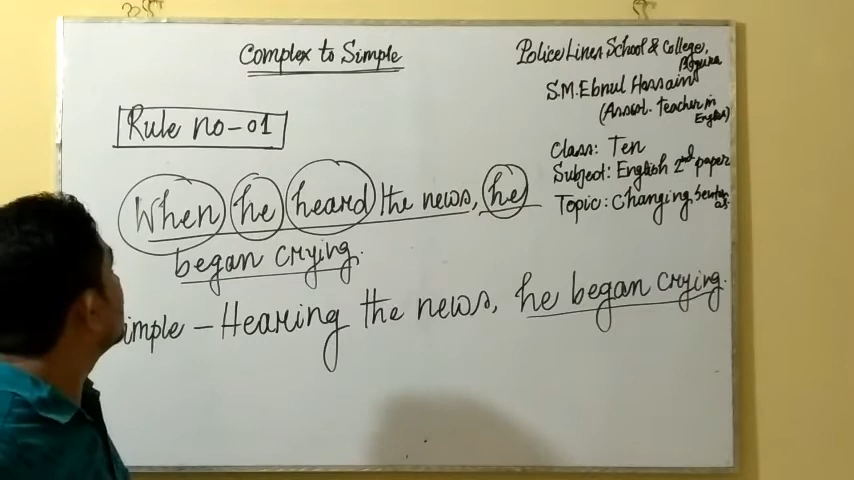 Complex to Simple
Police Lines School & College,
Bogura
S.M. Ebnul Hossain
(Assist. Teacher in
English)
Rule no-01
Class: Ten
Subject: English 2nd paper
Topic: Changing
When he heard the news, he
began crying.
imple - Hearing the news, he began crying.